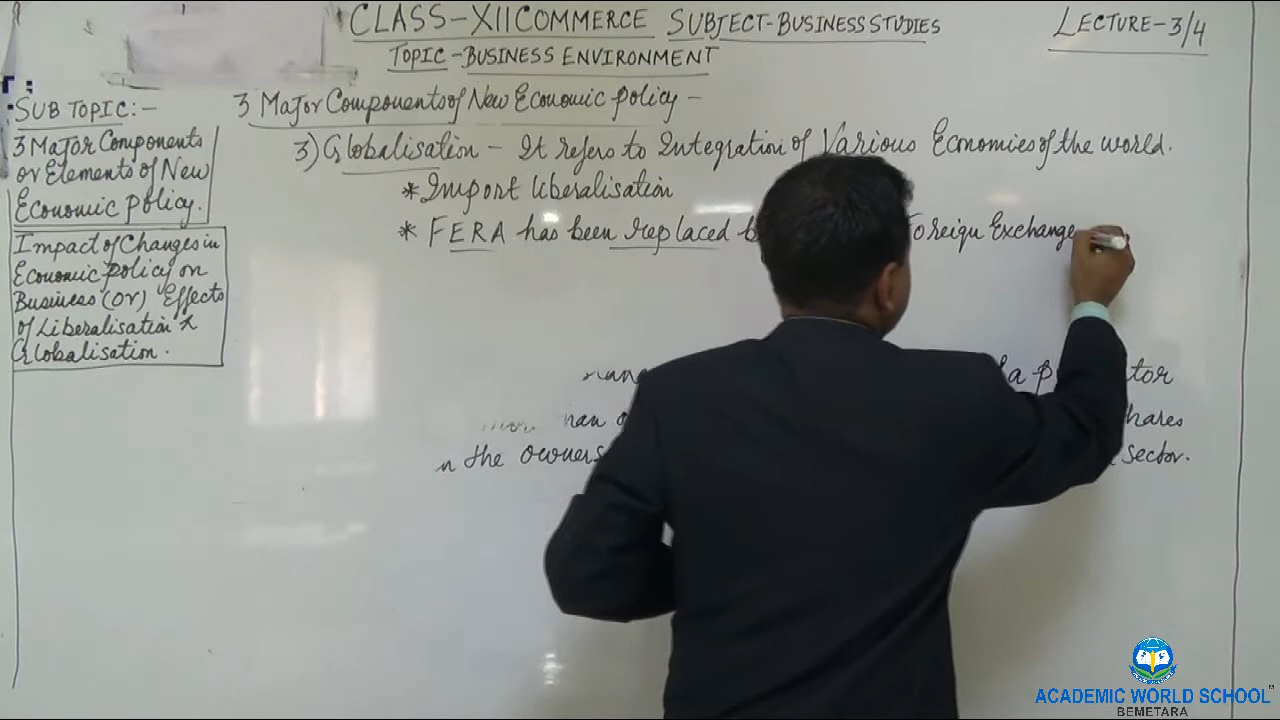 CLASS-XII COMMERCE SUBJECT-BUSINESS STUDIES
LECTURE-3/4
TOPIC-BUSINESS ENVIRONMENT
SUB TOPIC:-
3 Major Components
or Elements of New
Economic policy.
Impact of Changes in
Economic policy on
Business (or) Effects
of Liberalisation &
Globalisation.
3 Major Components of New Economic policy -
3) Globalisation - It refers to Integration of Various Economies of the world.
* Import liberalisation
* FERA has been replaced Foreign Exchange
the owners sector.
ACADEMIC WORLD SCHOOL
BEMETARA